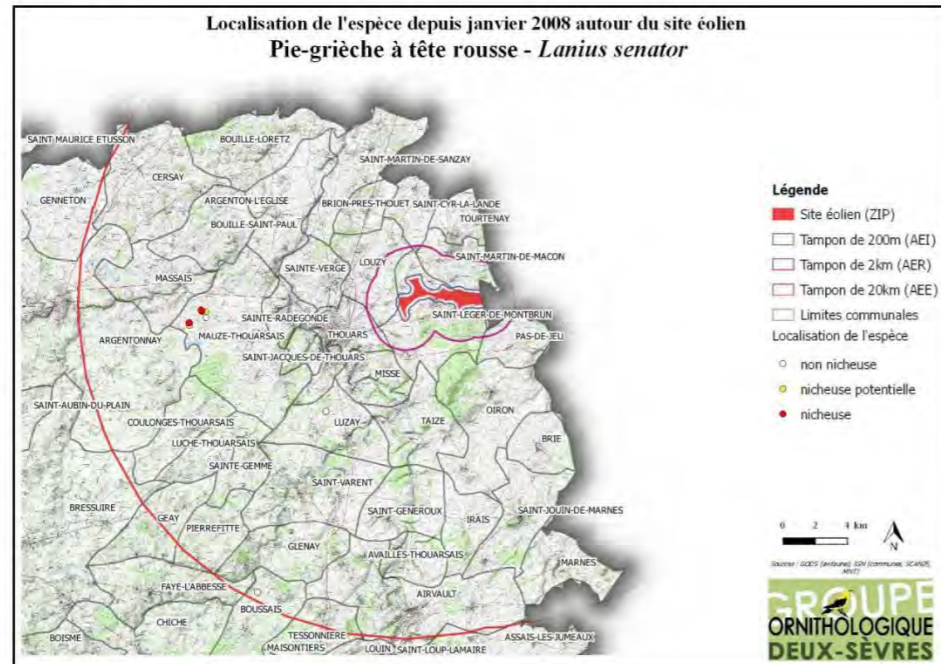 Localisation de l'espèce depuis janvier 2008 autour du site éolien
Pie-grièche à tête rousse - Lanius senator
SAINT MAURICE ETUSSON
BOUILLE-LORETZ
SAINT-MARTIN-DE-SANZAY
CERSAY
GENNETON
ARGENTON-L'EGLISE
BRION-PRES-THOUET
SAINT-CYR-LA-LANDE
TOURTENAY
BOUILLE-SAINT-PAUL
LOUZY
SAINT-MARTIN-DE-MACON
SAINTE-VERGE
MASSAIS
SAINTE-RADEGONDE
SAINT-LEGER-DE-MONTBRUN
ARGENTONNAY
MAUZE-THOUARSAIS
THOUARS
PAS-DE-JEU
SAINT-JACQUES-DE-THOUARS
MISSE
SAINT-AUBIN-DU-PLAIN
OIRON
COULONGES-THOUARSAIS
LUZAY
TAIZE
LUCHE-THOUARSAIS
BRIE
SAINTE-GEMME
SAINT-VARENT
BRESSUIRE
GEAY
SAINT-GENEROUX
IRAIS
SAINT-JOUIN-DE-MARNES
PIERREFITTE
GLENAY
AVAILLES-THOUARSAIS
MARNES
FAYE-L'ABBESSE
AIRVAULT
BOUSSAIS
CHICHE
BOISME
TESSONNIERE
ASSAIS-LES-JUMEAUX
MAISONTIERS
LOUIN
SAINT-LOUP-LAMAIRE
Légende
Site éolien (ZIP)
Tampon de 200m (AEI)
Tampon de 2km (AER)
Tampon de 20km (AEE)
Limites communales
Localisation de l'espèce
non nicheuse
nicheuse potentielle
nicheuse
0 2 4 km
N
Sources : GODS (avifaune), IGN (communes, SCAN25,
MNT)
GROUPE
ORNITHOLOGIQUE
DEUX-SÈVRES